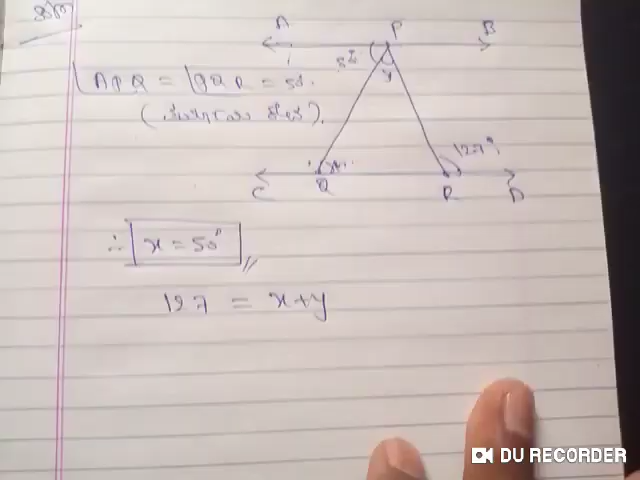 A P B
50°
y
∠APQ = ∠PQR = 50°.
127°
x
C Q R D
∴ x = 50°
127 = x+y
DU RECORDER